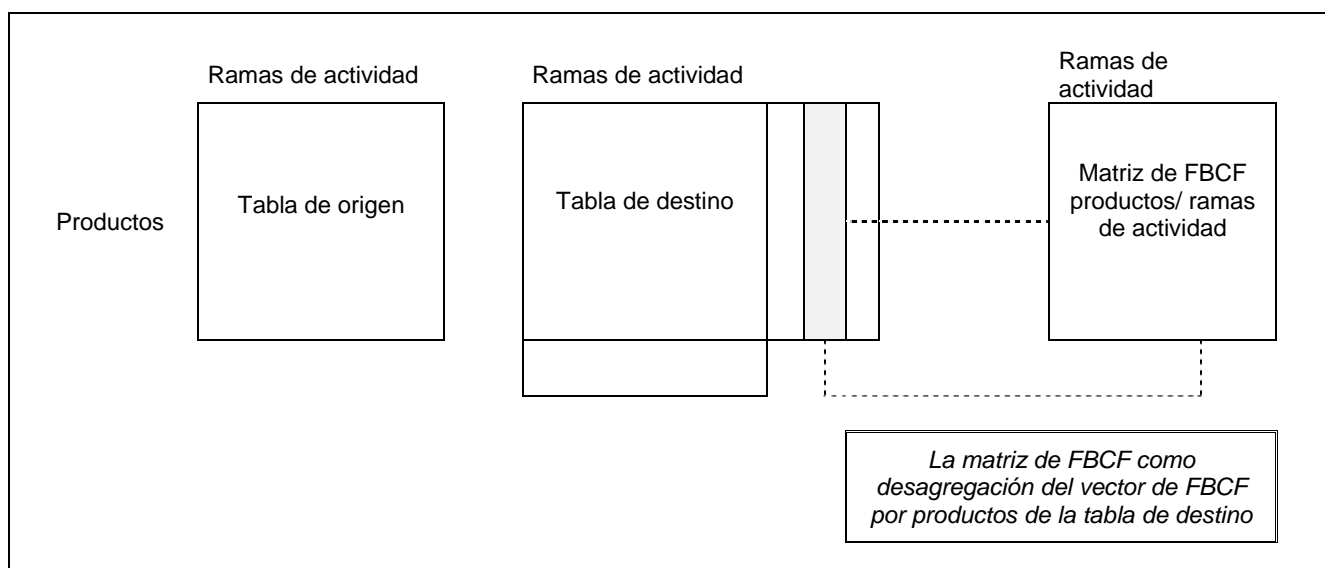 Ramas de actividad
Ramas de actividad
Ramas de
actividad
Productos
Tabla de origen
Tabla de destino
Matriz de FBCF
productos/ ramas
de actividad
La matriz de FBCF como
desagregación del vector de FBCF
por productos de la tabla de destino